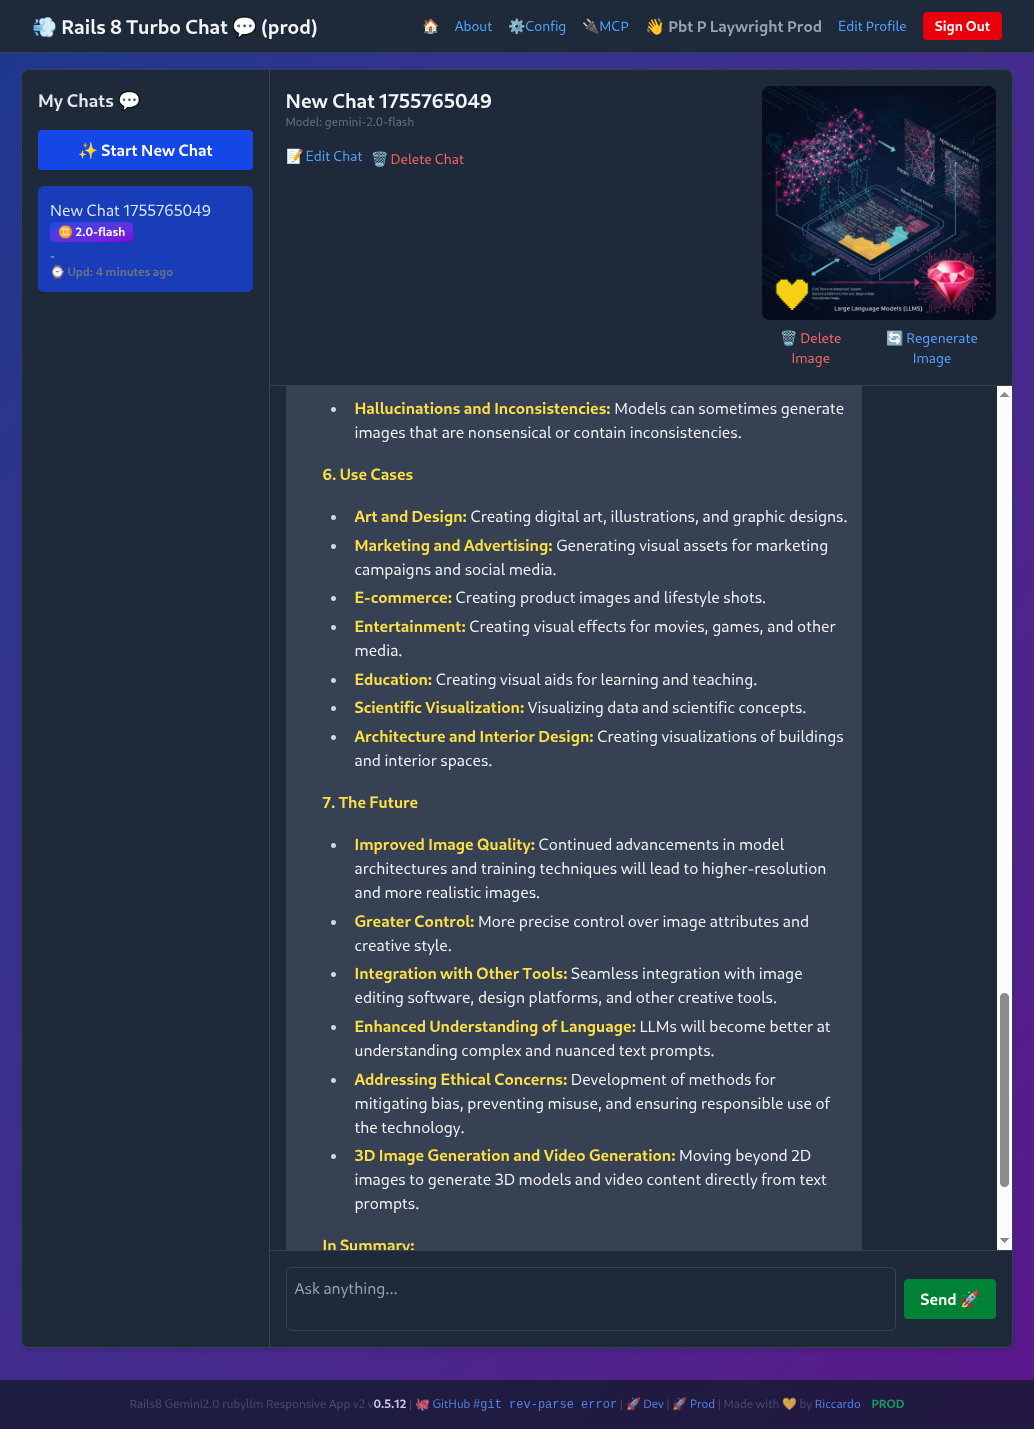 💨 Rails 8 Turbo Chat 💬 (prod)
🏠 About ⚙️Config 🔌MCP 👋 Pbt P Laywright Prod Edit Profile Sign Out
My Chats 💬
✨ Start New Chat
New Chat 1755765049
♊ 2.0-flash
-
⌚ Upd: 4 minutes ago
New Chat 1755765049
Model: gemini-2.0-flash
📝 Edit Chat 🗑️ Delete Chat
Large Language Models (LLMS)
🗑️ Delete
Image
🔄 Regenerate
Image
• Hallucinations and Inconsistencies: Models can sometimes generate
images that are nonsensical or contain inconsistencies.
6. Use Cases
• Art and Design: Creating digital art, illustrations, and graphic designs.
• Marketing and Advertising: Generating visual assets for marketing
campaigns and social media.
• E-commerce: Creating product images and lifestyle shots.
• Entertainment: Creating visual effects for movies, games, and other
media.
• Education: Creating visual aids for learning and teaching.
• Scientific Visualization: Visualizing data and scientific concepts.
• Architecture and Interior Design: Creating visualizations of buildings
and interior spaces.
7. The Future
• Improved Image Quality: Continued advancements in model
architectures and training techniques will lead to higher-resolution
and more realistic images.
• Greater Control: More precise control over image attributes and
creative style.
• Integration with Other Tools: Seamless integration with image
editing software, design platforms, and other creative tools.
• Enhanced Understanding of Language: LLMs will become better at
understanding complex and nuanced text prompts.
• Addressing Ethical Concerns: Development of methods for
mitigating bias, preventing misuse, and ensuring responsible use of
the technology.
• 3D Image Generation and Video Generation: Moving beyond 2D
images to generate 3D models and video content directly from text
prompts.
In Summary:
Ask anything...
Send 🚀
Rails8 Gemini2.0 rubyllm Responsive App v2 v0.5.12 | 🐙 GitHub #git rev-parse error | 🚀 Dev | 🚀 Prod | Made with 💛 by Riccardo PROD